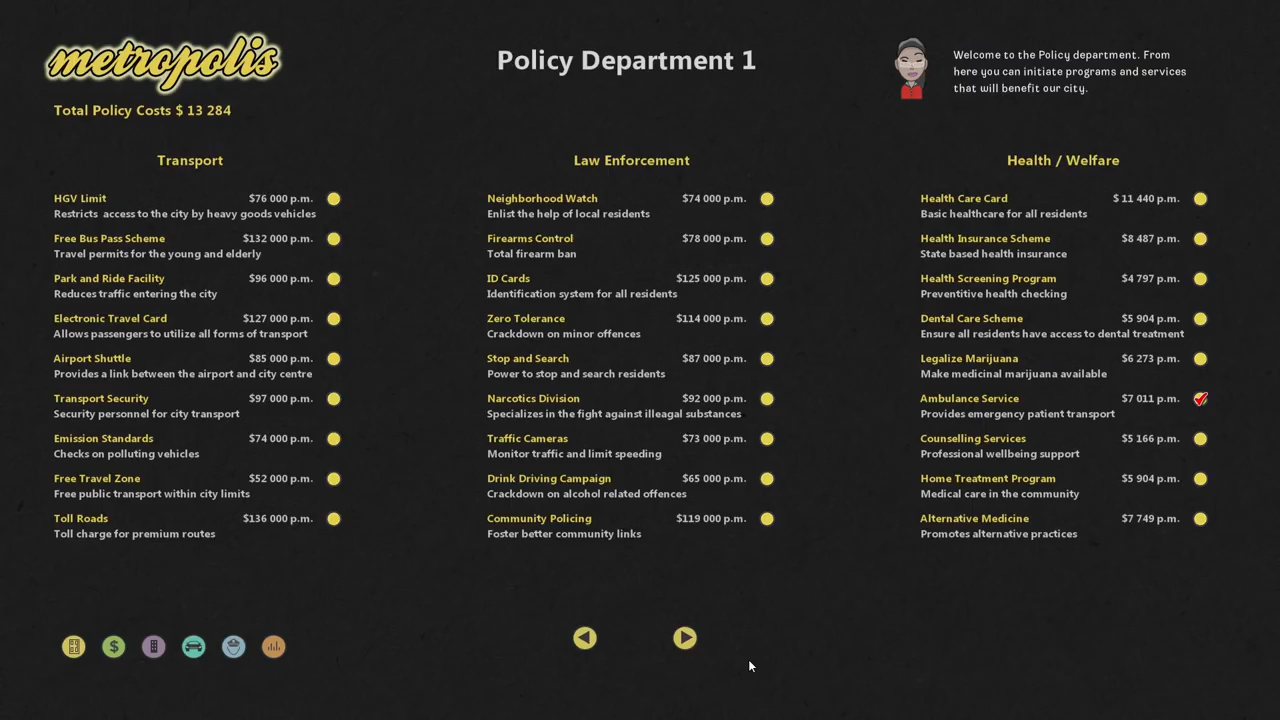 metropolis
Policy Department 1
Welcome to the Policy department. From
here you can initiate programs and services
that will benefit our city.
Total Policy Costs $ 13 284
Transport
HGV Limit $76 000 p.m.
Restricts access to the city by heavy goods vehicles
Free Bus Pass Scheme $132 000 p.m.
Travel permits for the young and elderly
Park and Ride Facility $96 000 p.m.
Reduces traffic entering the city
Electronic Travel Card $127 000 p.m.
Allows passengers to utilize all forms of transport
Airport Shuttle $85 000 p.m.
Provides a link between the airport and city centre
Transport Security $97 000 p.m.
Security personnel for city transport
Emission Standards $74 000 p.m.
Checks on polluting vehicles
Free Travel Zone $52 000 p.m.
Free public transport within city limits
Toll Roads $136 000 p.m.
Toll charge for premium routes
Law Enforcement
Neighborhood Watch $74 000 p.m.
Enlist the help of local residents
Firearms Control $78 000 p.m.
Total firearm ban
ID Cards $125 000 p.m.
Identification system for all residents
Zero Tolerance $114 000 p.m.
Crackdown on minor offences
Stop and Search $87 000 p.m.
Power to stop and search residents
Narcotics Division $92 000 p.m.
Specializes in the fight against illeagal substances
Traffic Cameras $73 000 p.m.
Monitor traffic and limit speeding
Drink Driving Campaign $65 000 p.m.
Crackdown on alcohol related offences
Community Policing $119 000 p.m.
Foster better community links
Health / Welfare
Health Care Card $ 11 440 p.m.
Basic healthcare for all residents
Health Insurance Scheme $8 487 p.m.
State based health insurance
Health Screening Program $4 797 p.m.
Preventitive health checking
Dental Care Scheme $5 904 p.m.
Ensure all residents have access to dental treatment
Legalize Marijuana $6 273 p.m.
Make medicinal marijuana available
Ambulance Service $7 011 p.m.
Provides emergency patient transport
Counselling Services $5 166 p.m.
Professional wellbeing support
Home Treatment Program $5 904 p.m.
Medical care in the community
Alternative Medicine $7 749 p.m.
Promotes alternative practices
$